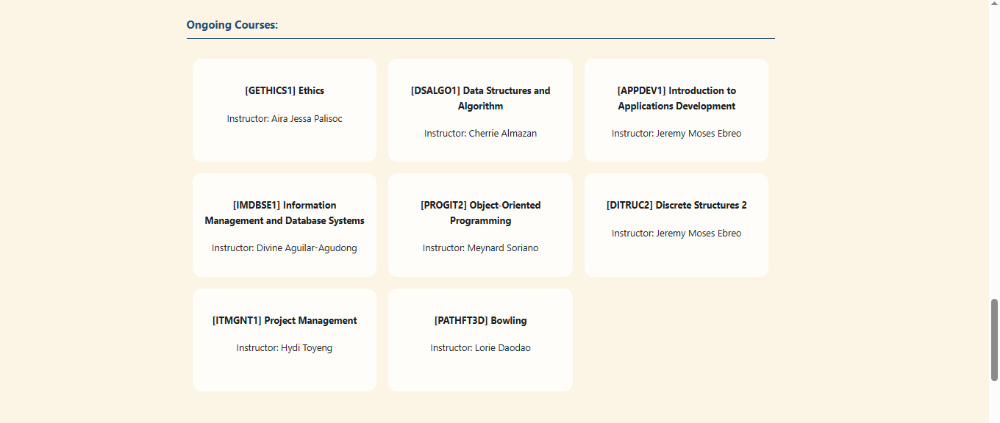 Ongoing Courses:
[GETHICS1] Ethics
Instructor: Aira Jessa Palisoc
[DSALGO1] Data Structures and
Algorithm
Instructor: Cherrie Almazan
[APPDEV1] Introduction to
Applications Development
Instructor: Jeremy Moses Ebreo
[IMDBSE1] Information
Management and Database Systems
Instructor: Divine Aguilar-Agudong
[PROGIT2] Object-Oriented
Programming
Instructor: Meynard Soriano
[DITRUC2] Discrete Structures 2
Instructor: Jeremy Moses Ebreo
[ITMGNT1] Project Management
Instructor: Hydi Toyeng
[PATHFT3D] Bowling
Instructor: Lorie Daodao